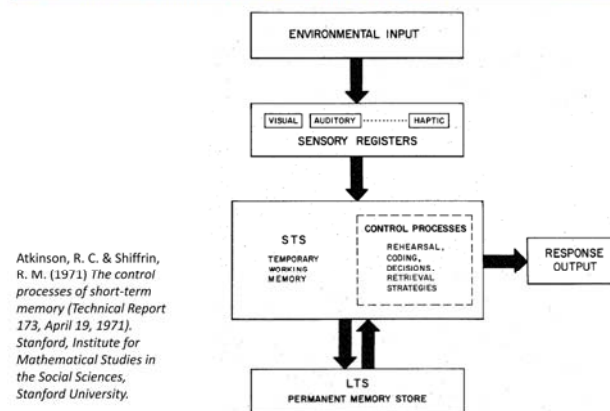 ENVIRONMENTAL INPUT
VISUAL AUDITORY HAPTIC
SENSORY REGISTERS
STS
TEMPORARY
WORKING
MEMORY
CONTROL PROCESSES
REHEARSAL,
CODING,
DECISIONS,
RETRIEVAL
STRATEGIES
RESPONSE
OUTPUT
LTS
PERMANENT MEMORY STORE
Atkinson, R. C. & Shiffrin,
R. M. (1971) The control
processes of short-term
memory (Technical Report
173, April 19, 1971).
Stanford, Institute for
Mathematical Studies in
the Social Sciences,
Stanford University.